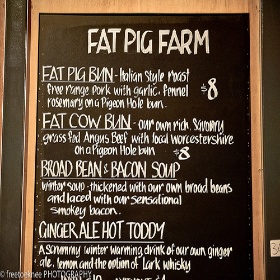 FAT PIG FARM
FAT PIG BUN - Italian Style roast
free range pork with garlic, fennel $8
rosemary on a Pigeon Hole bun.
FAT COW BUN - our own rich, savoury
grass fed Angus Beef with local worcestershire
on a Pigeon Hole bun $8
BROAD BEAN & BACON SOUP
winter soup thickened with our own broad beans
and laced with our sensational
smokey bacon.
GINGER ALE HOT TODDY
A scrummy winter warming drink of our own ginger
ale, lemon and the option of Lark whisky
© freetoeknee PHOTOGRAPHY